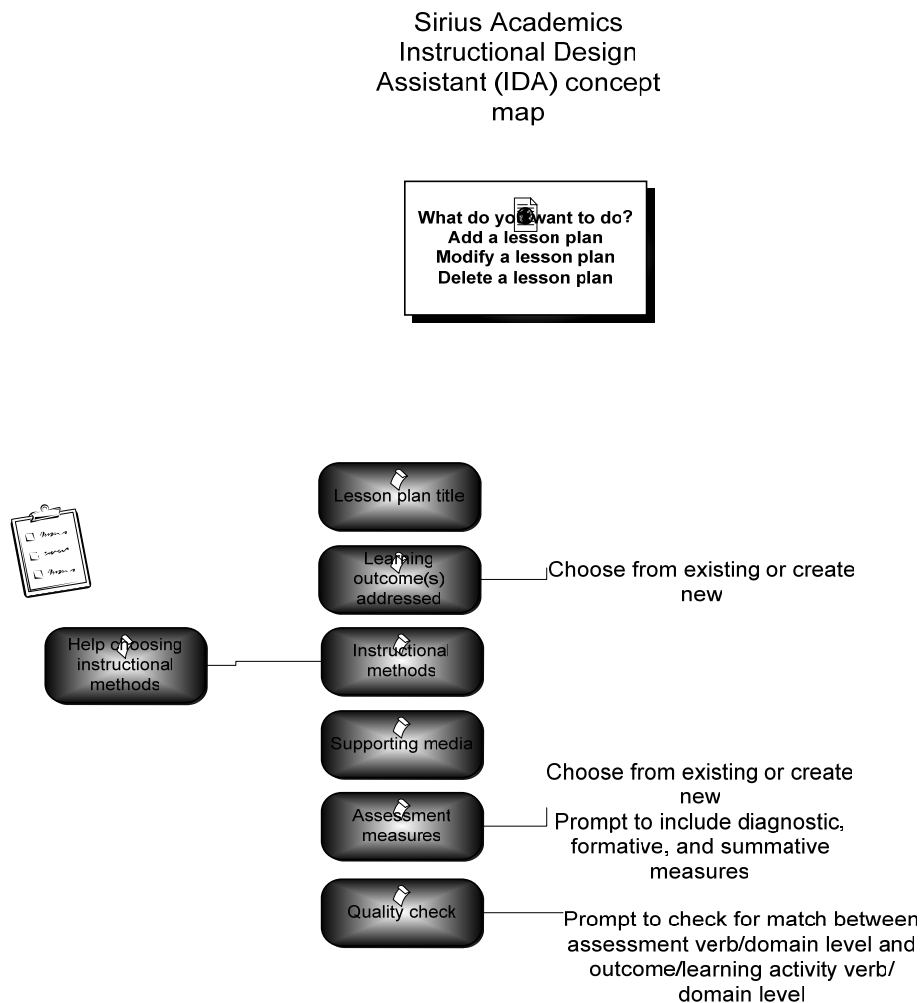 Sirius Academics
Instructional Design
Assistant (IDA) concept
map
What do you want to do?
Add a lesson plan
Modify a lesson plan
Delete a lesson plan
Lesson plan title
Learning
outcome(s)
addressed
Choose from existing or create
new
Help choosing
instructional
methods
Instructional
methods
Supporting media
Assessment
measures
Choose from existing or create
new
Prompt to include diagnostic,
formative, and summative
measures
Quality check
Prompt to check for match between
assessment verb/domain level and
outcome/learning activity verb/
domain level